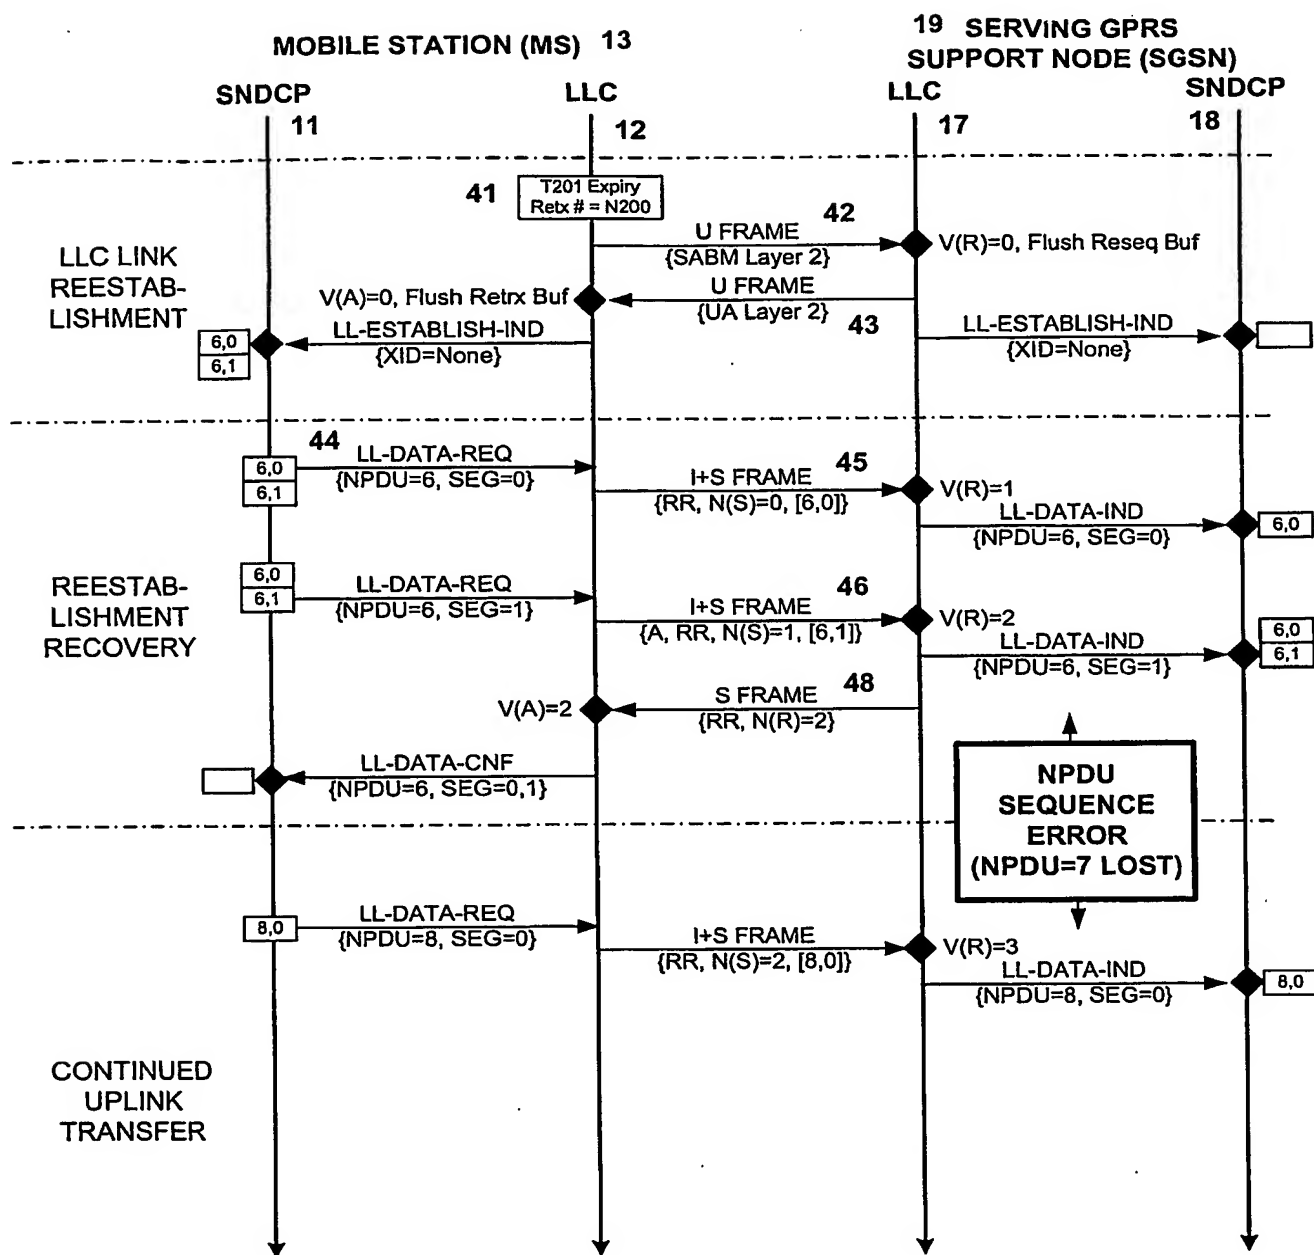 MOBILE STATION (MS) 13
19 SERVING GPRS
SUPPORT NODE (SGSN)
SNDCP
LLC
LLC
SNDCP
11
12
17
18
41
T201 Expiry
Retx # = N200
LLC LINK
REESTAB-
LISHMENT
42
U FRAME
{SABM Layer 2}
V(R)=0, Flush Reseq Buf
V(A)=0, Flush Retrx Buf
U FRAME
{UA Layer 2}
43
6,0
6,1
LL-ESTABLISH-IND
{XID=None}
LL-ESTABLISH-IND
{XID=None}
44
6,0
6,1
LL-DATA-REQ
{NPDU=6, SEG=0}
45
I+S FRAME
{RR, N(S)=0, [6,0]}
V(R)=1
LL-DATA-IND
{NPDU=6, SEG=0}
6,0
REESTAB-
LISHMENT
RECOVERY
6,0
6,1
LL-DATA-REQ
{NPDU=6, SEG=1}
46
I+S FRAME
{A, RR, N(S)=1, [6,1]}
V(R)=2
LL-DATA-IND
{NPDU=6, SEG=1}
6,0
6,1
V(A)=2
S FRAME
{RR, N(R)=2}
48
LL-DATA-CNF
{NPDU=6, SEG=0,1}
NPDU
SEQUENCE
ERROR
(NPDU=7 LOST)
8,0
LL-DATA-REQ
{NPDU=8, SEG=0}
I+S FRAME
{RR, N(S)=2, [8,0]}
V(R)=3
LL-DATA-IND
{NPDU=8, SEG=0}
8,0
CONTINUED
UPLINK
TRANSFER